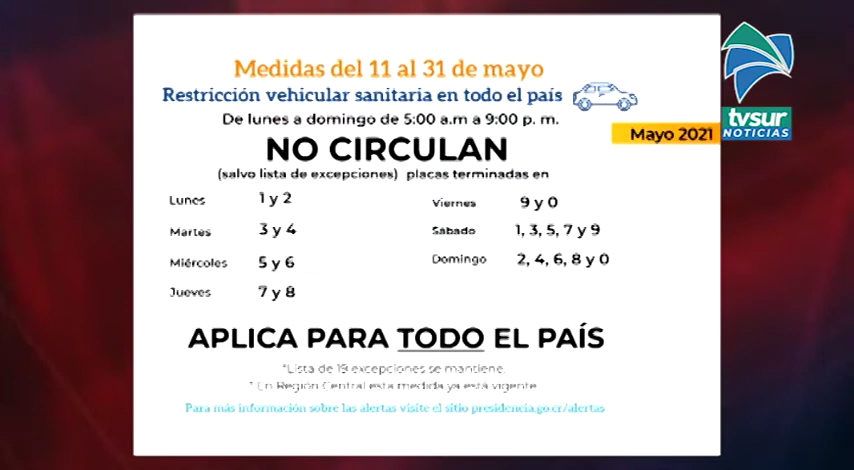 Medidas del 11 al 31 de mayo
Restricción vehicular sanitaria en todo el país
De lunes a domingo de 5:00 a.m a 9:00 p. m.
NO CIRCULAN
(salvo lista de excepciones) placas terminadas en
Lunes 1 y 2
Martes 3 y 4
Miércoles 5 y 6
Jueves 7 y 8
Viernes 9 y 0
Sábado 1, 3, 5, 7 y 9
Domingo 2, 4, 6, 8 y 0
APLICA PARA TODO EL PAÍS
*Lista de 19 excepciones se mantiene.
* En Región Central esta medida ya está vigente
Para más información sobre las alertas visite el sitio presidencia.go.cr/alertas
Mayo 2021
tvsur
NOTICIAS